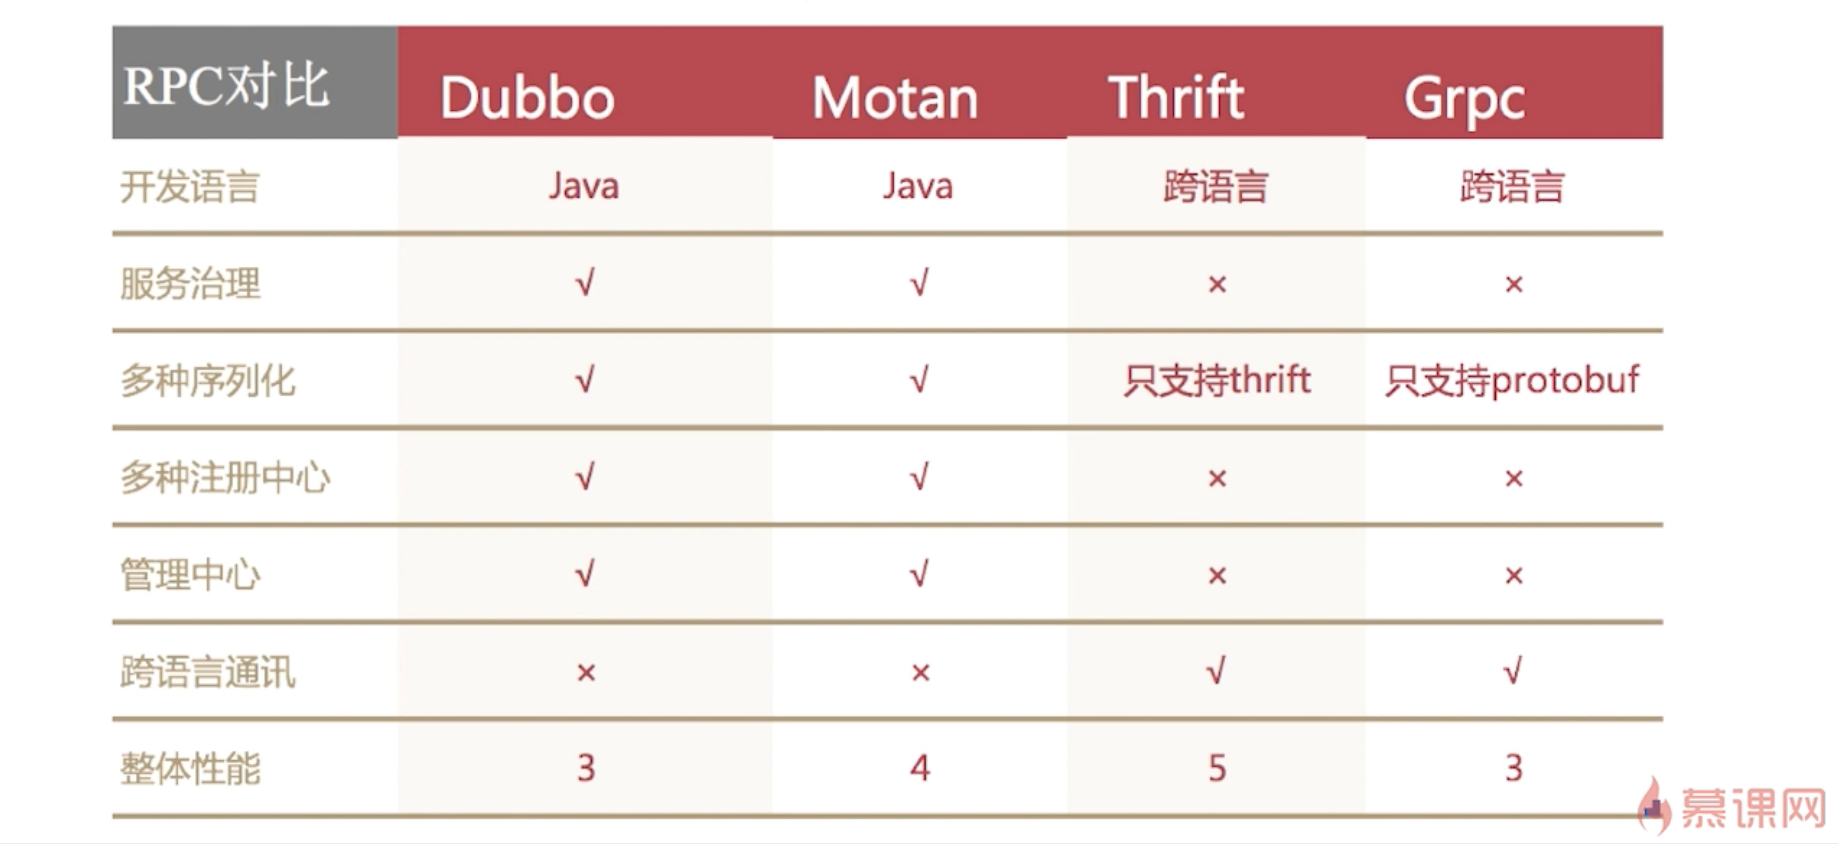 RPC对比 Dubbo Motan Thrift Grpc
开发语言 Java Java 跨语言 跨语言
服务治理 √ √ × ×
多种序列化 √ √ 只支持thrift 只支持protobuf
多种注册中心 √ √ × ×
管理中心 √ √ × ×
跨语言通讯 × × √ √
整体性能 3 4 5 3
慕课网